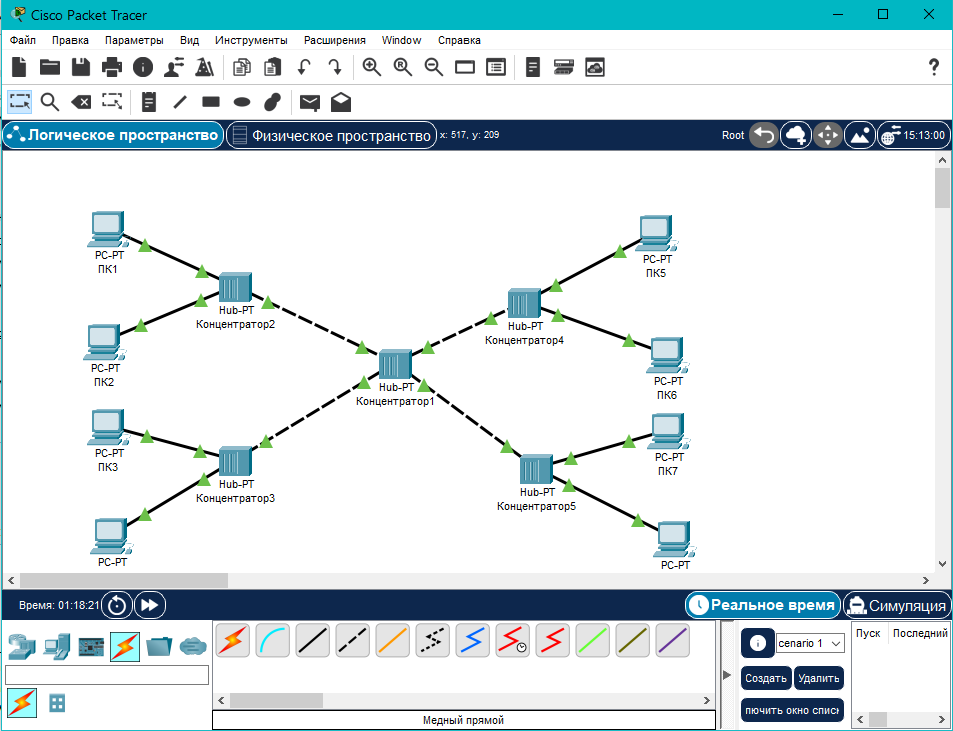 Cisco Packet Tracer
Файл Правка Параметры Вид Инструменты Расширения Window Справка
Логическое пространство Физическое пространство x: 517, y: 209 Root 15:13:00
PC-PT
ПК1
PC-PT
ПК5
Hub-PT
Концентратор2
Hub-PT
Концентратор4
PC-PT
ПК2
PC-PT
ПК6
Hub-PT
Концентратор1
PC-PT
ПК3
PC-PT
ПК7
Hub-PT
Концентратор3
Hub-PT
Концентратор5
PC-PT
PC-PT
Время: 01:18:21 Реальное время Симуляция
cenario 1
Пуск Последний
Создать Удалить
лючить окно списк
Медный прямой